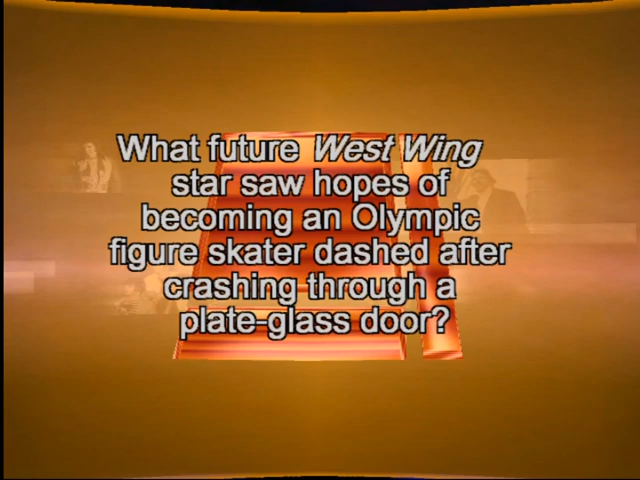 What future West Wing
star saw hopes of
becoming an Olympic
figure skater dashed after
crashing through a
plate-glass door?